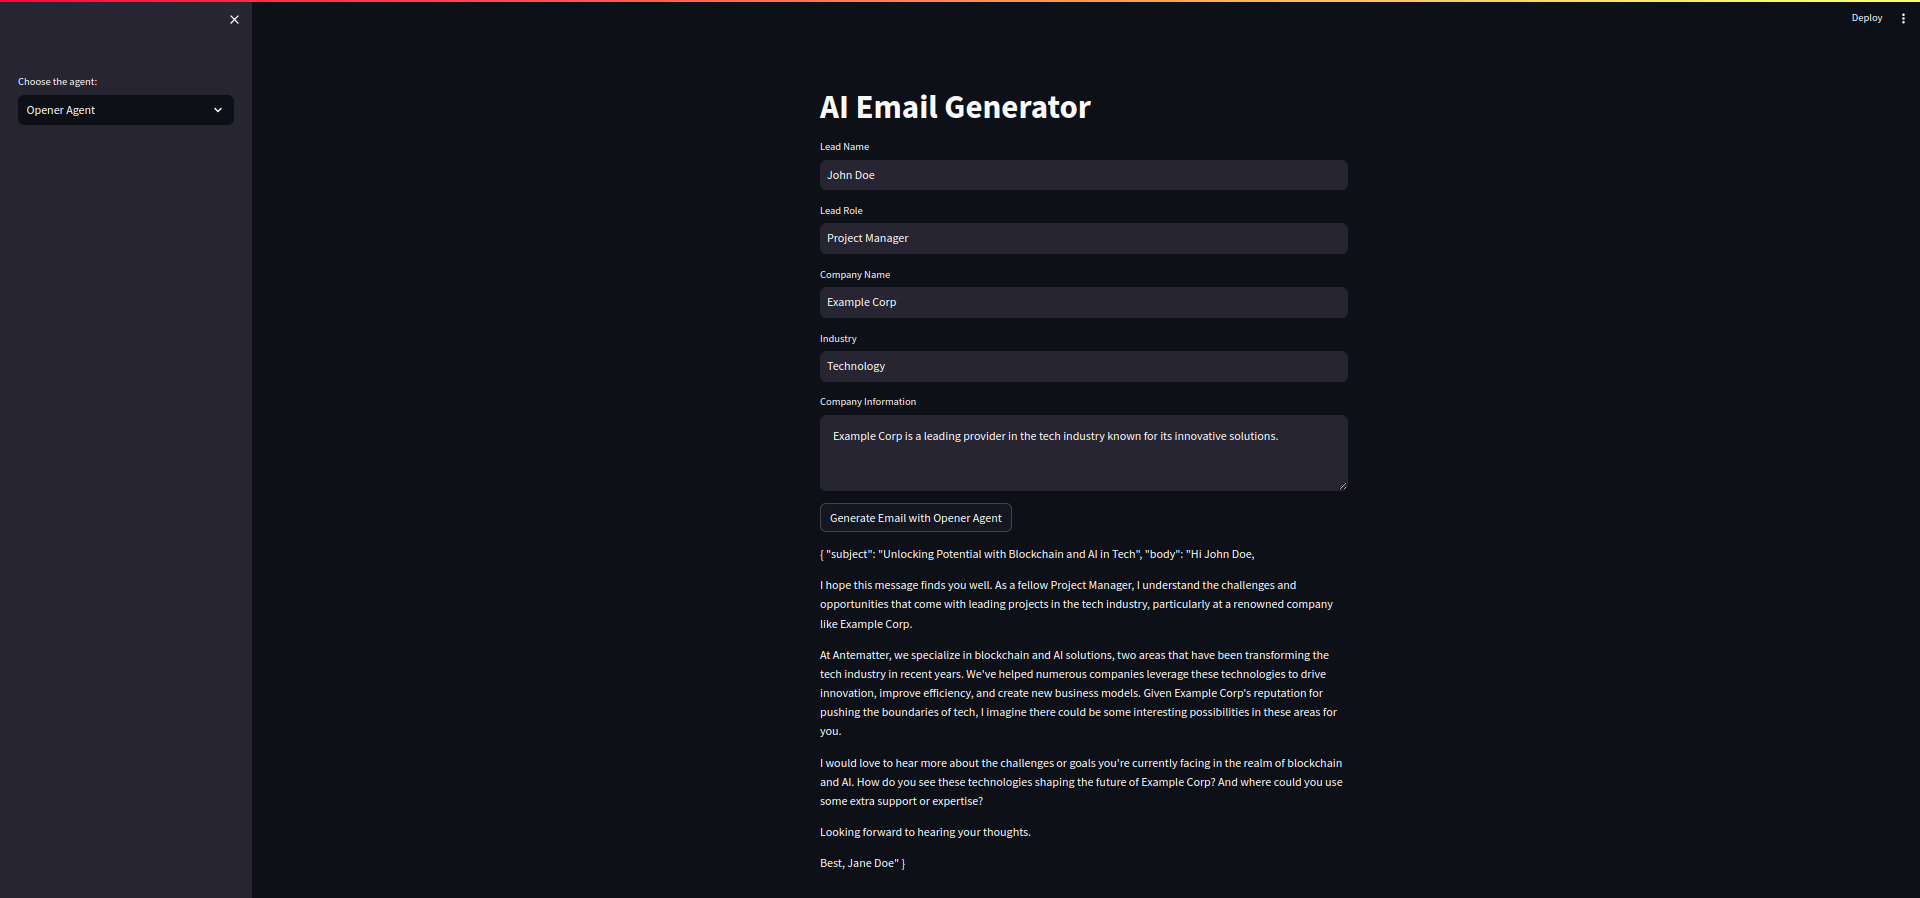 Deploy
Choose the agent:
Opener Agent
AI Email Generator
Lead Name
John Doe
Lead Role
Project Manager
Company Name
Example Corp
Industry
Technology
Company Information
Example Corp is a leading provider in the tech industry known for its innovative solutions.
Generate Email with Opener Agent
{ "subject": "Unlocking Potential with Blockchain and AI in Tech", "body": "Hi John Doe,
I hope this message finds you well. As a fellow Project Manager, I understand the challenges and
opportunities that come with leading projects in the tech industry, particularly at a renowned company
like Example Corp.
At Antematter, we specialize in blockchain and AI solutions, two areas that have been transforming the
tech industry in recent years. We've helped numerous companies leverage these technologies to drive
innovation, improve efficiency, and create new business models. Given Example Corp's reputation for
pushing the boundaries of tech, I imagine there could be some interesting possibilities in these areas for
you.
I would love to hear more about the challenges or goals you're currently facing in the realm of blockchain
and AI. How do you see these technologies shaping the future of Example Corp? And where could you use
some extra support or expertise?
Looking forward to hearing your thoughts.
Best, Jane Doe" }